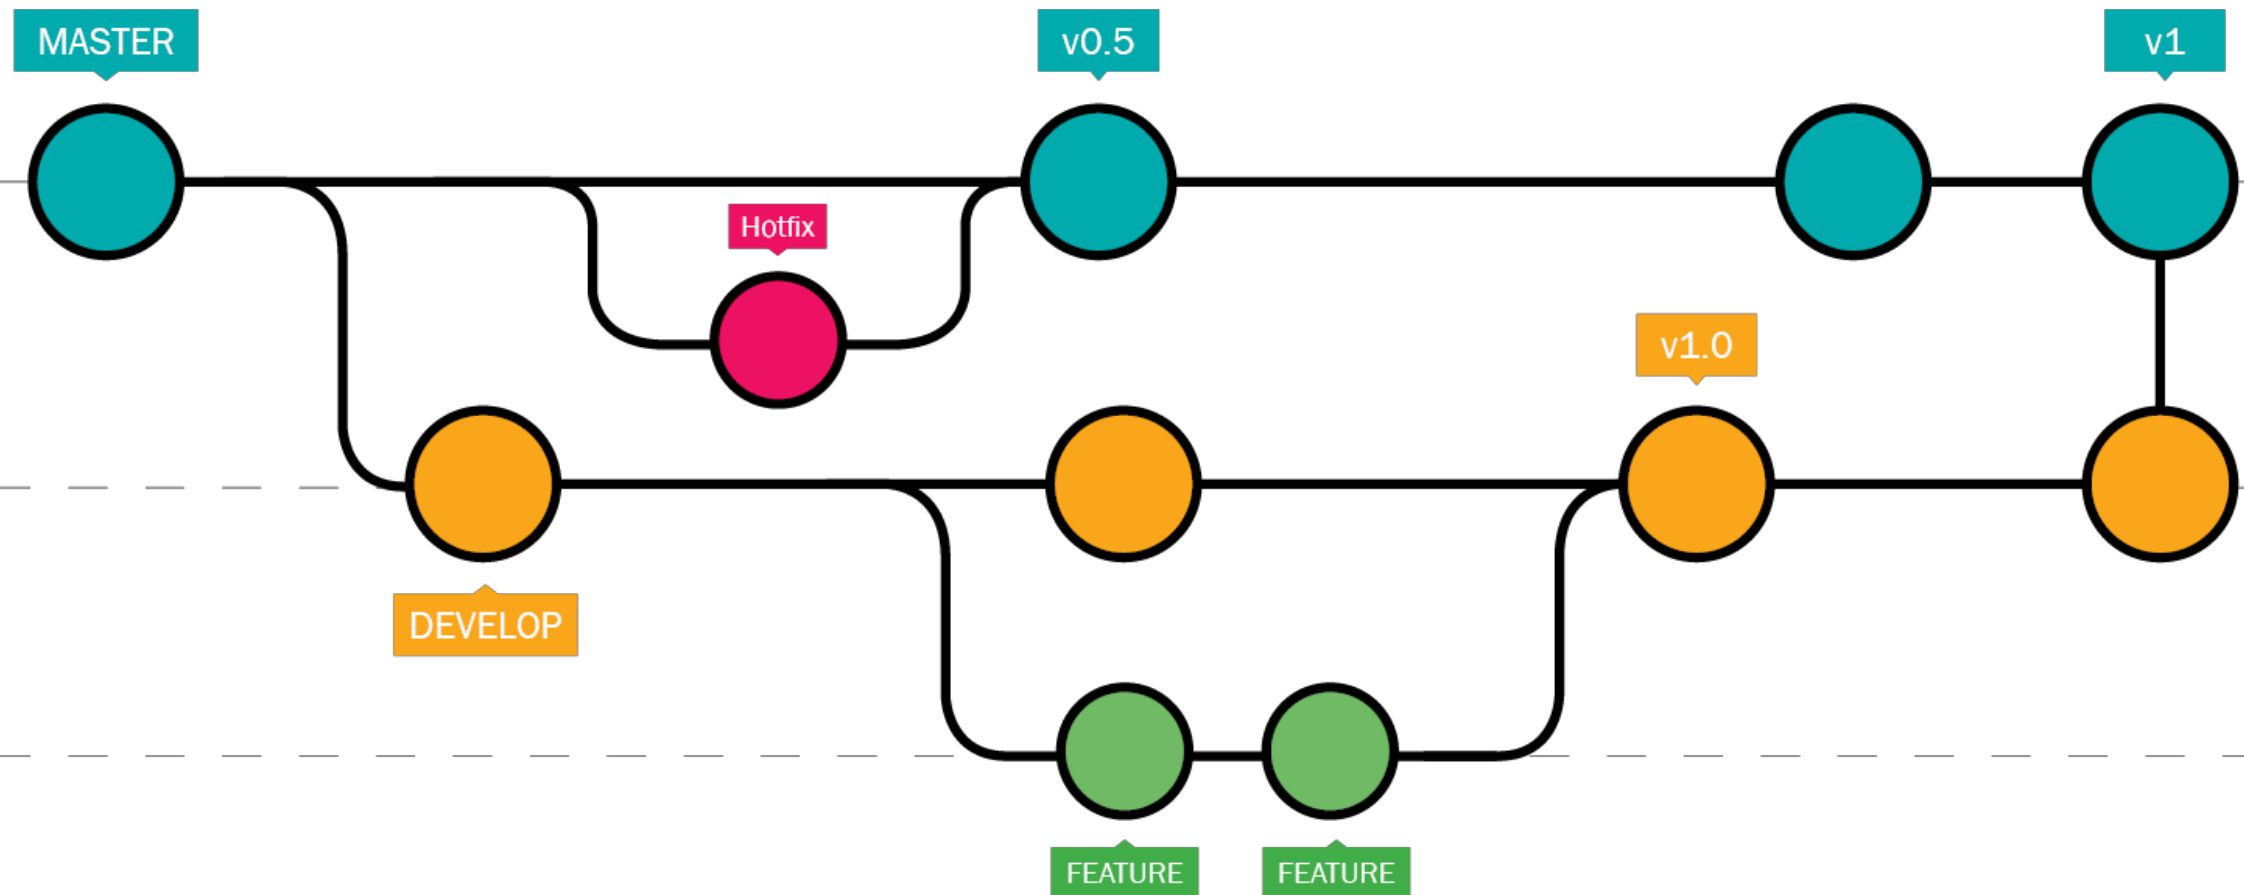 MASTER
v0.5
v1
Hotfix
v1.0
DEVELOP
FEATURE
FEATURE